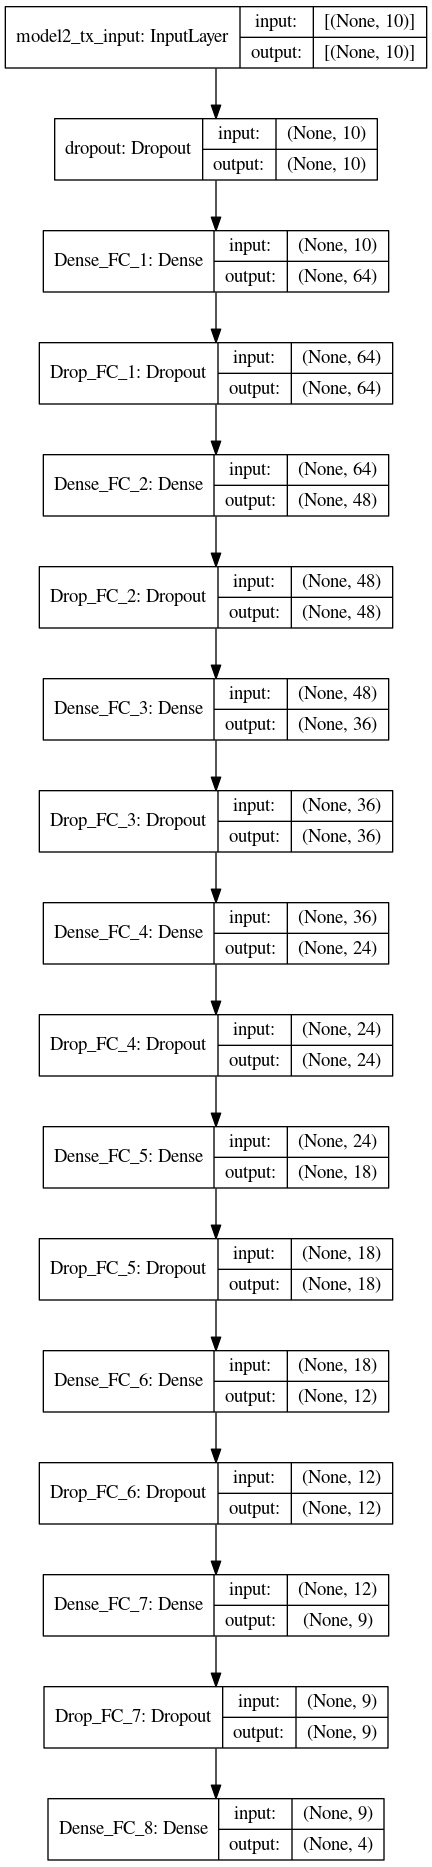 model2_tx_input: InputLayer
input:
[(None, 10)]
output:
[(None, 10)]
dropout: Dropout
input:
(None, 10)
output:
(None, 10)
Dense_FC_1: Dense
input:
(None, 10)
output:
(None, 64)
Drop_FC_1: Dropout
input:
(None, 64)
output:
(None, 64)
Dense_FC_2: Dense
input:
(None, 64)
output:
(None, 48)
Drop_FC_2: Dropout
input:
(None, 48)
output:
(None, 48)
Dense_FC_3: Dense
input:
(None, 48)
output:
(None, 36)
Drop_FC_3: Dropout
input:
(None, 36)
output:
(None, 36)
Dense_FC_4: Dense
input:
(None, 36)
output:
(None, 24)
Drop_FC_4: Dropout
input:
(None, 24)
output:
(None, 24)
Dense_FC_5: Dense
input:
(None, 24)
output:
(None, 18)
Drop_FC_5: Dropout
input:
(None, 18)
output:
(None, 18)
Dense_FC_6: Dense
input:
(None, 18)
output:
(None, 12)
Drop_FC_6: Dropout
input:
(None, 12)
output:
(None, 12)
Dense_FC_7: Dense
input:
(None, 12)
output:
(None, 9)
Drop_FC_7: Dropout
input:
(None, 9)
output:
(None, 9)
Dense_FC_8: Dense
input:
(None, 9)
output:
(None, 4)